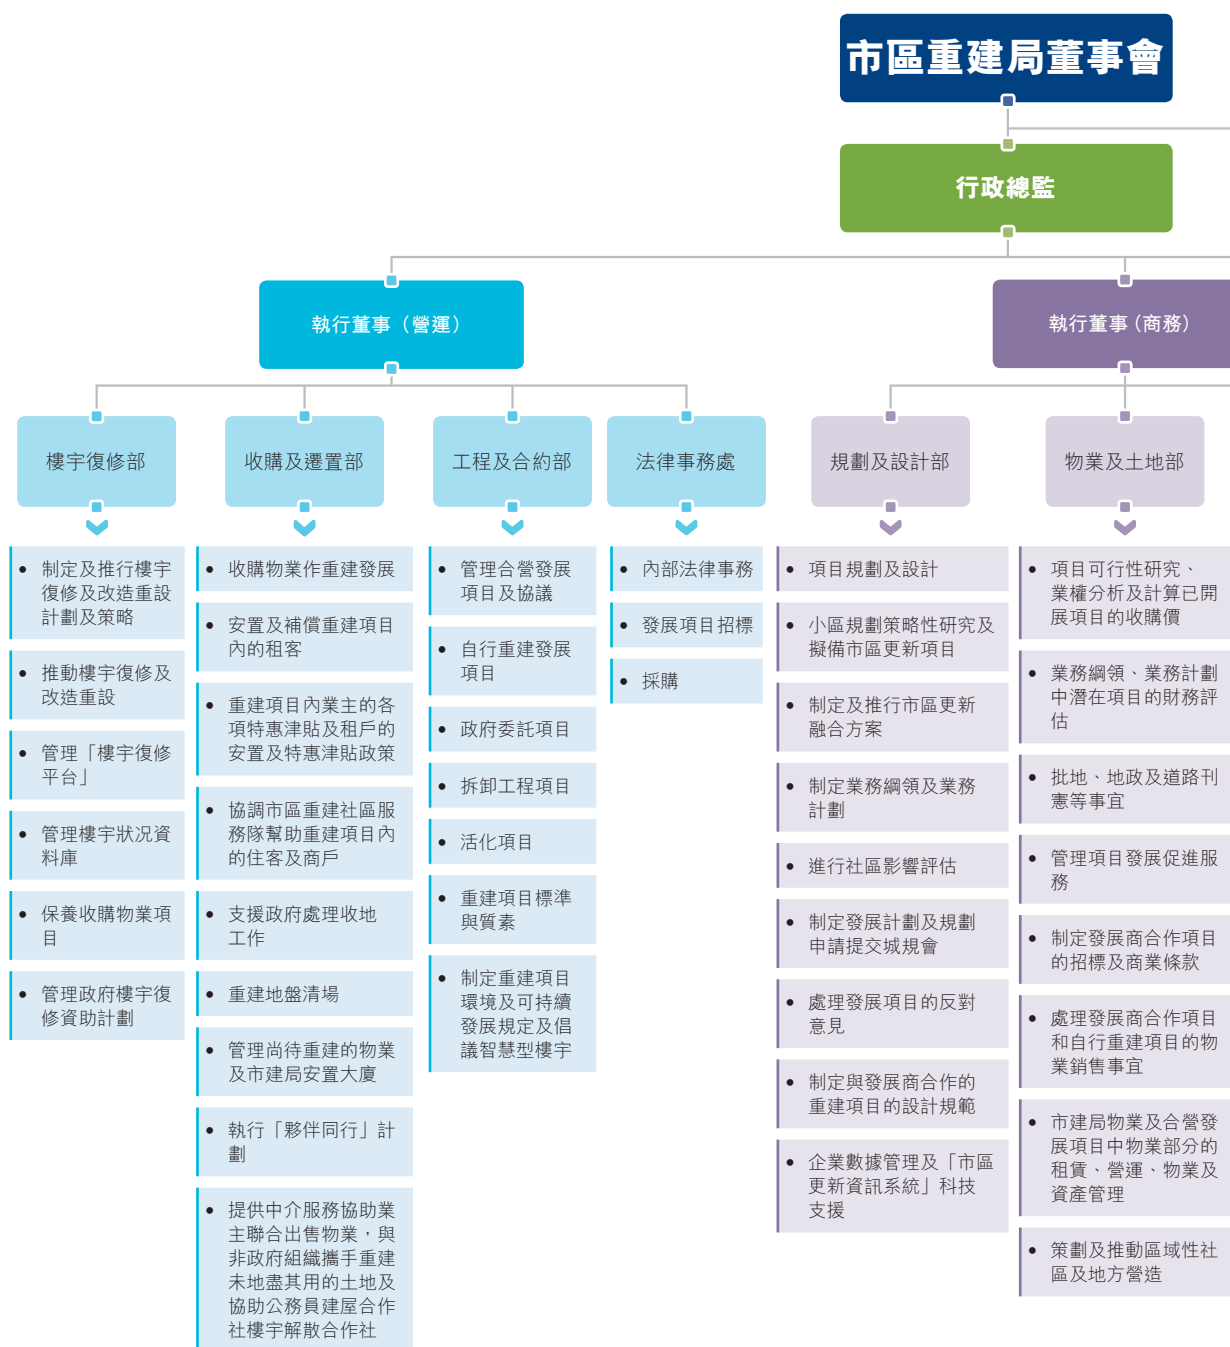 市區重建局董事會
行政總監
執行董事（營運）
執行董事（商務）
樓宇復修部
收購及遷置部
工程及合約部
法律事務處
規劃及設計部
物業及土地部
• 制定及推行樓宇
復修及改造重設
計劃及策略
• 推動樓宇復修及
改造重設
• 管理「樓宇復修
平台」
• 管理樓宇狀況資
料庫
• 保養收購物業項
目
• 管理政府樓宇復
修資助計劃
• 收購物業作重建發展
• 安置及補償重建項目
內的租客
• 重建項目內業主的各
項特惠津貼及租戶的
安置及特惠津貼政策
• 協調市區重建社區服
務隊幫助重建項目內
的住客及商戶
• 支援政府處理收地
工作
• 重建地盤清場
• 管理尚待重建的物業
及市建局安置大廈
• 執行「夥伴同行」計
劃
• 提供中介服務協助業
主聯合出售物業，與
非政府組織攜手重建
未地盡其用的土地及
協助公務員建屋合作
社樓宇解散合作社
• 管理合營發展
項目及協議
• 自行重建發展
項目
• 政府委託項目
• 拆卸工程項目
• 活化項目
• 重建項目標準
與質素
• 制定重建項目
環境及可持續
發展規定及倡
議智慧型樓宇
• 內部法律事務
• 發展項目招標
• 採購
• 項目規劃及設計
• 小區規劃策略性研究及
擬備市區更新項目
• 制定及推行市區更新
融合方案
• 制定業務綱領及業務
計劃
• 進行社區影響評估
• 制定發展計劃及規劃
申請提交城規會
• 處理發展項目的反對
意見
• 制定與發展商合作的
重建項目的設計規範
• 企業數據管理及「市區
更新資訊系統」科技
支援
• 項目可行性研究、
業權分析及計算已開
展項目的收購價
• 業務綱領、業務計劃
中潛在項目的財務評
估
• 批地、地政及道路刊
憲等事宜
• 管理項目發展促進服
務
• 制定發展商合作項目
的招標及商業條款
• 處理發展商合作項目
和自行重建項目的物
業銷售事宜
• 市建局物業及合營發
展項目中物業部分的
租賃、營運、物業及
資產管理
• 策劃及推動區域性社
區及地方營造